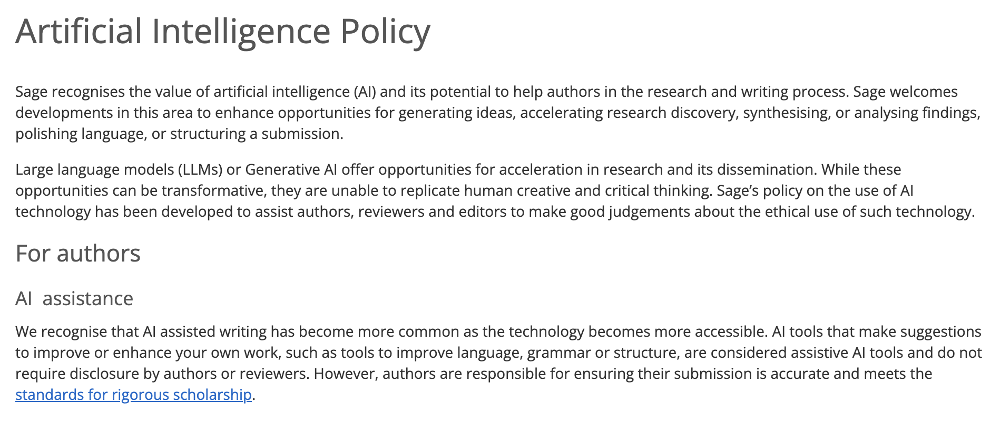 Artificial Intelligence Policy
Sage recognises the value of artificial intelligence (AI) and its potential to help authors in the research and writing process. Sage welcomes
developments in this area to enhance opportunities for generating ideas, accelerating research discovery, synthesising, or analysing findings,
polishing language, or structuring a submission.
Large language models (LLMs) or Generative AI offer opportunities for acceleration in research and its dissemination. While these
opportunities can be transformative, they are unable to replicate human creative and critical thinking. Sage’s policy on the use of AI
technology has been developed to assist authors, reviewers and editors to make good judgements about the ethical use of such technology.
For authors
AI  assistance
We recognise that AI assisted writing has become more common as the technology becomes more accessible. AI tools that make suggestions
to improve or enhance your own work, such as tools to improve language, grammar or structure, are considered assistive AI tools and do not
require disclosure by authors or reviewers. However, authors are responsible for ensuring their submission is accurate and meets the
standards for rigorous scholarship.